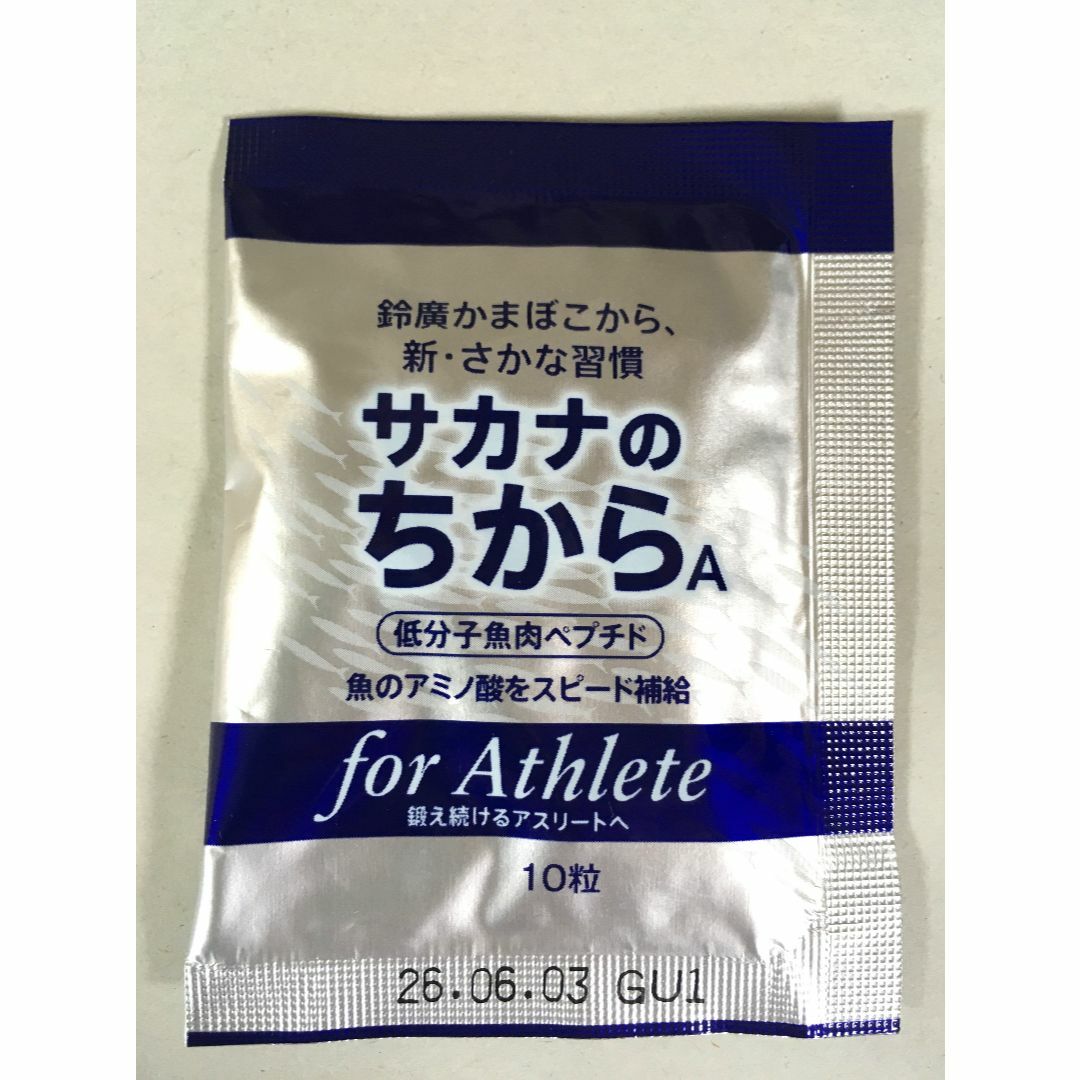 鈴廣かまぼこから、
新・さかな習慣
サカナの
ちからA
低分子魚肉ペプチド
魚のアミノ酸をスピード補給
for Athlete
鍛え続けるアスリートへ
10粒
26.06.03 GU1